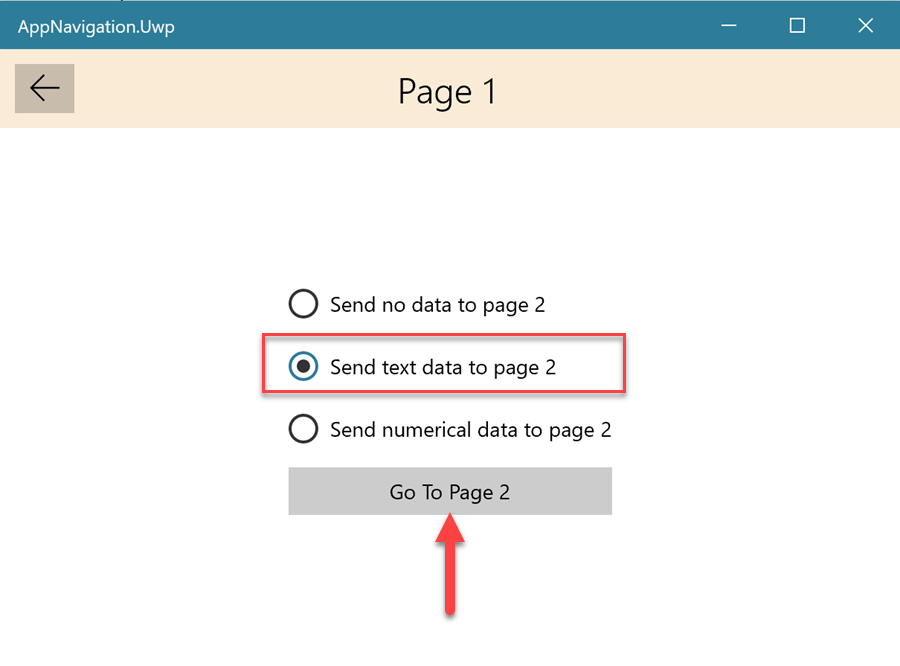 AppNavigation.Uwp
Page 1
Send no data to page 2
Send text data to page 2
Send numerical data to page 2
Go To Page 2